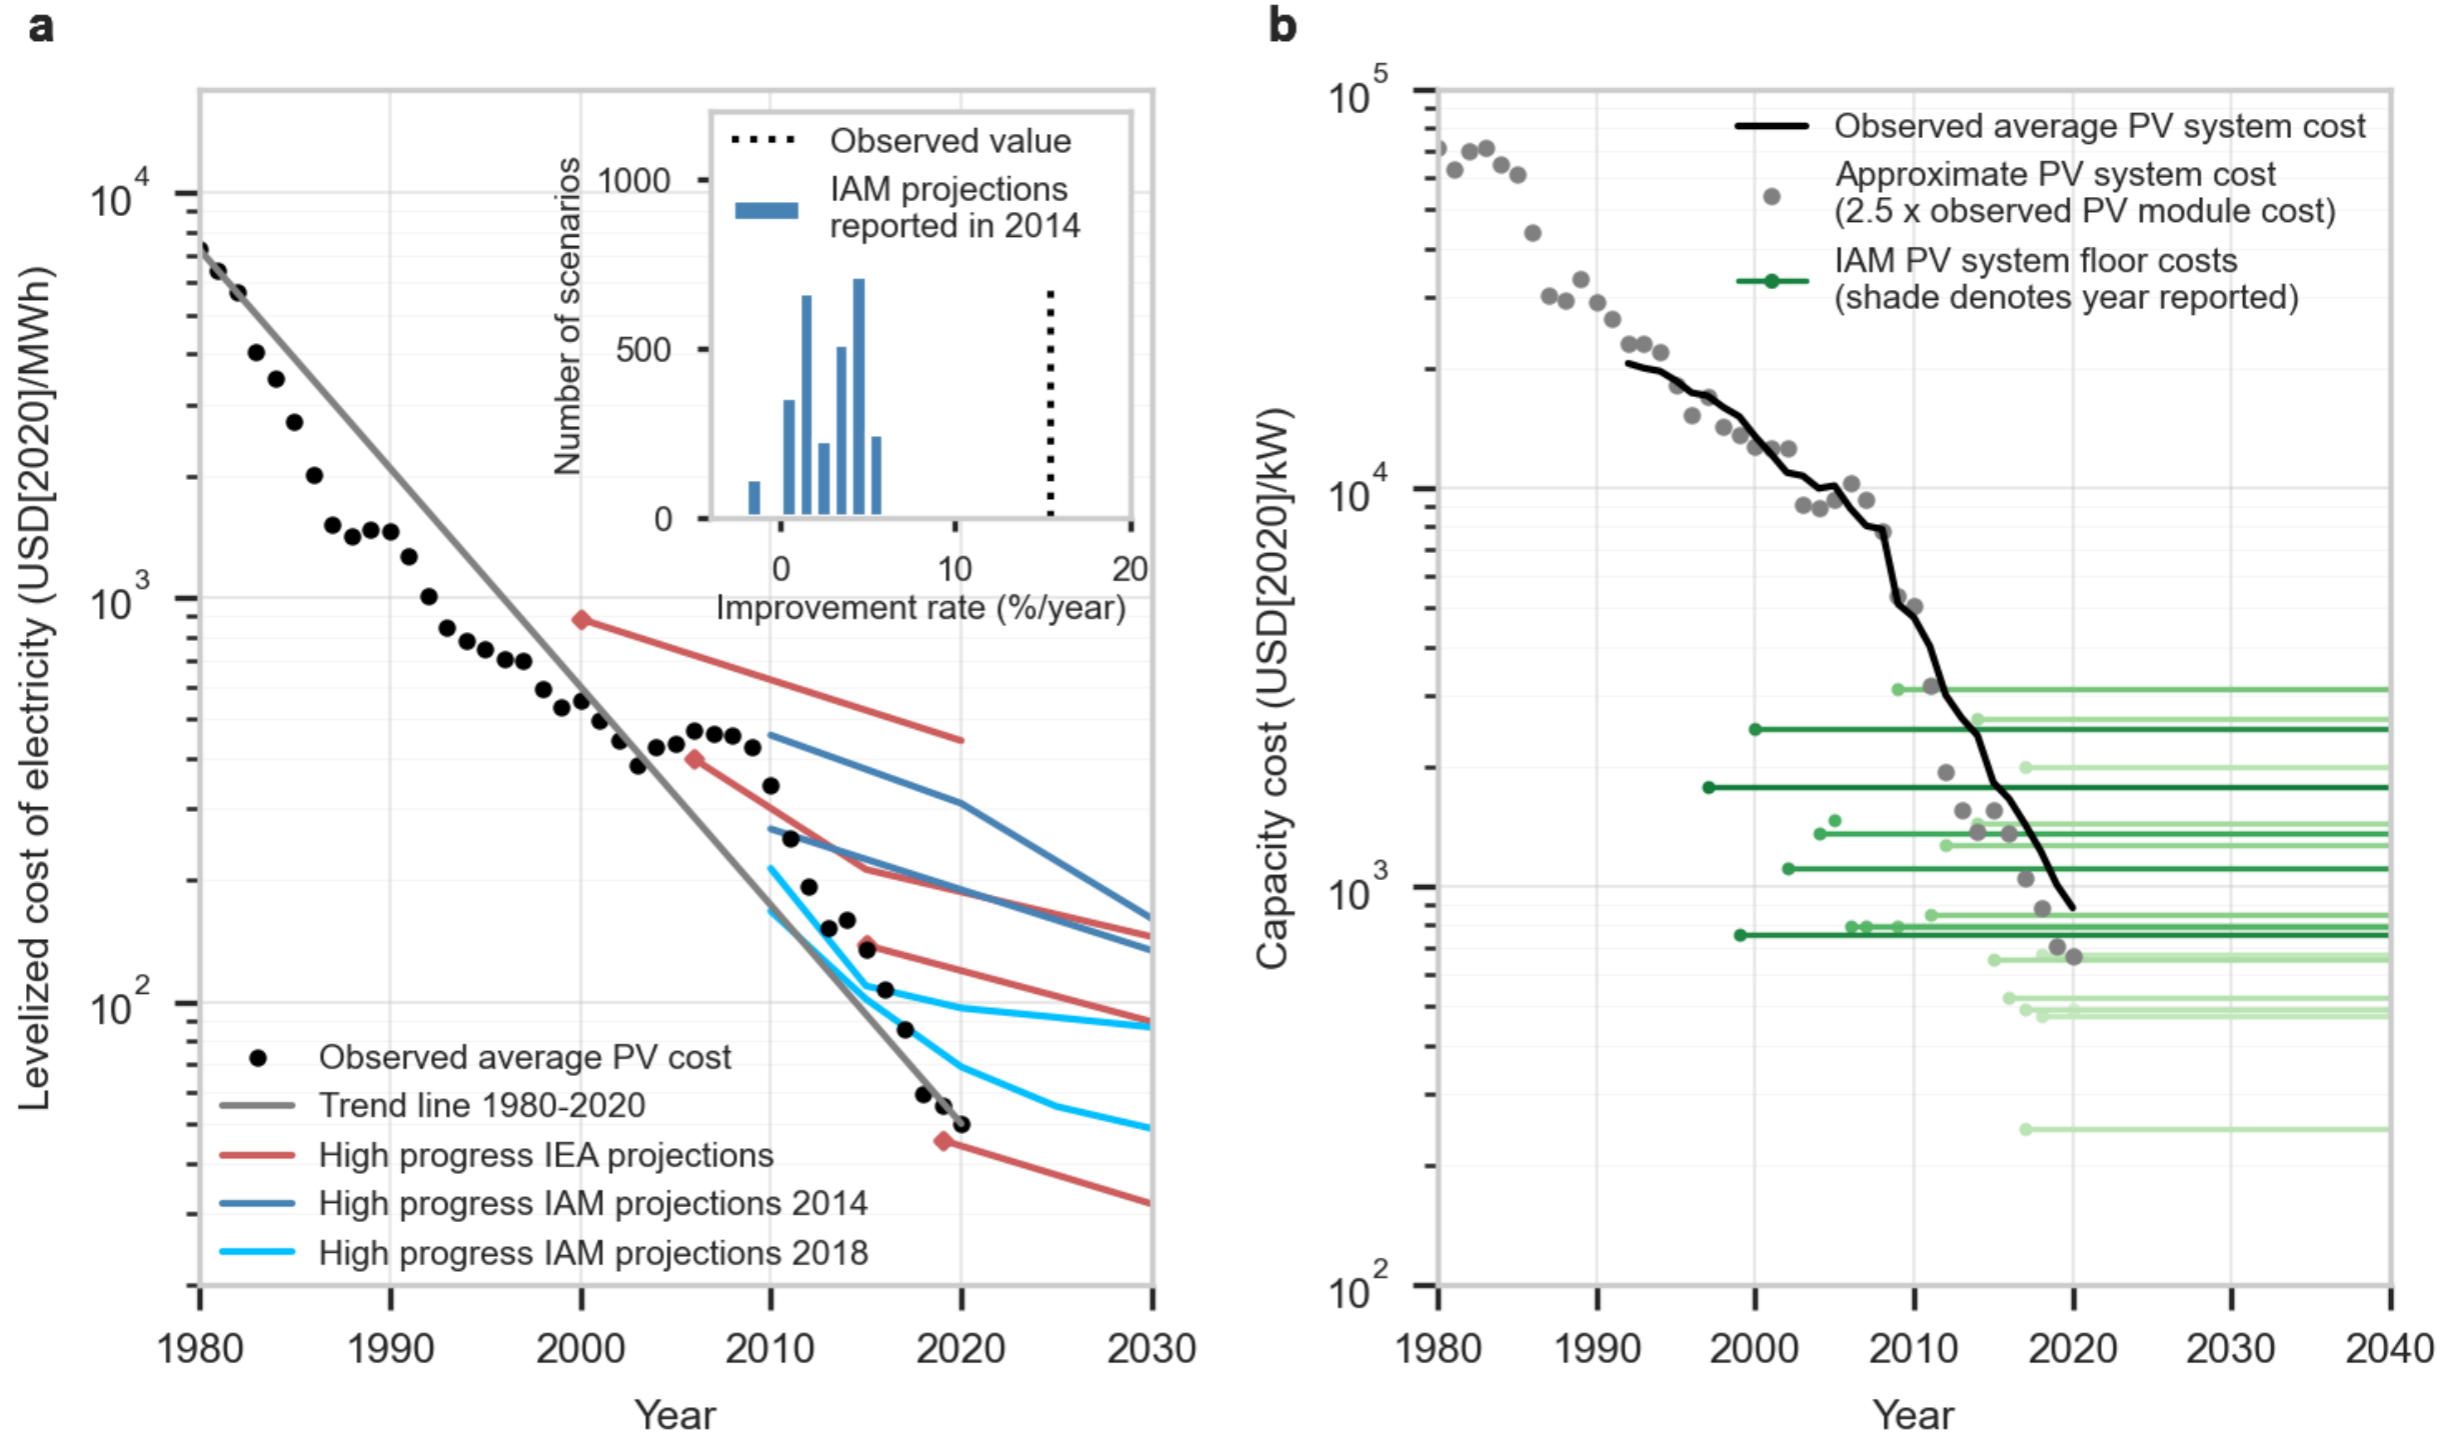 a
Levelized cost of electricity (USD[2020]/MWh)
10^4
10^3
10^2
Number of scenarios
1000
500
0
Observed value
IAM projections
reported in 2014
0 10 20
Improvement rate (%/year)
Observed average PV cost
Trend line 1980-2020
High progress IEA projections
High progress IAM projections 2014
High progress IAM projections 2018
1980 1990 2000 2010 2020 2030
Year
b
Capacity cost (USD[2020]/kW)
10^5
10^4
10^3
10^2
Observed average PV system cost
Approximate PV system cost
(2.5 x observed PV module cost)
IAM PV system floor costs
(shade denotes year reported)
1980 1990 2000 2010 2020 2030 2040
Year